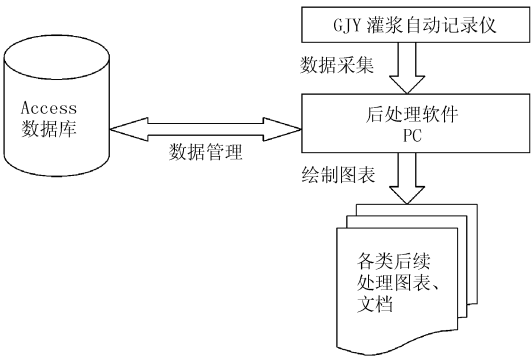 GJY 灌浆自动记录仪
数据采集
Access
数据库
后处理软件
PC
数据管理
绘制图表
各类后续
处理图表、
文档